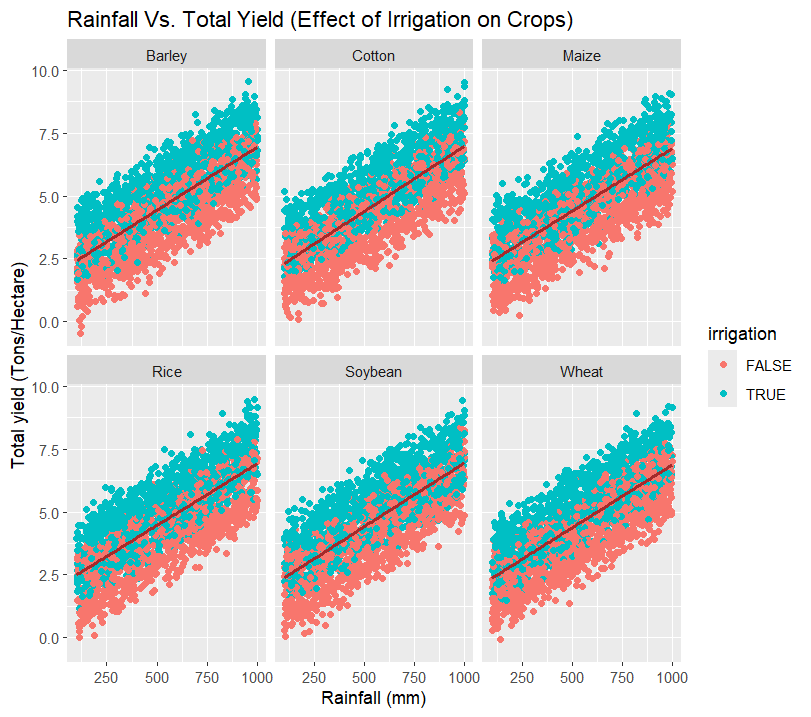 Rainfall Vs. Total Yield (Effect of Irrigation on Crops)
Barley
Cotton
Maize
10.0
7.5
5.0
2.5
0.0
Rice
Soybean
Wheat
10.0
7.5
5.0
2.5
0.0
250
500
750
1000
250
500
750
1000
250
500
750
1000
Rainfall (mm)
Total yield (Tons/Hectare)
irrigation
FALSE
TRUE